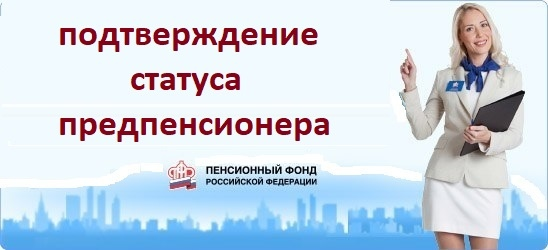 подтверждение
статуса
предпенсионера
ПЕНСИОННЫЙ ФОНД
РОССИЙСКОЙ ФЕДЕРАЦИИ